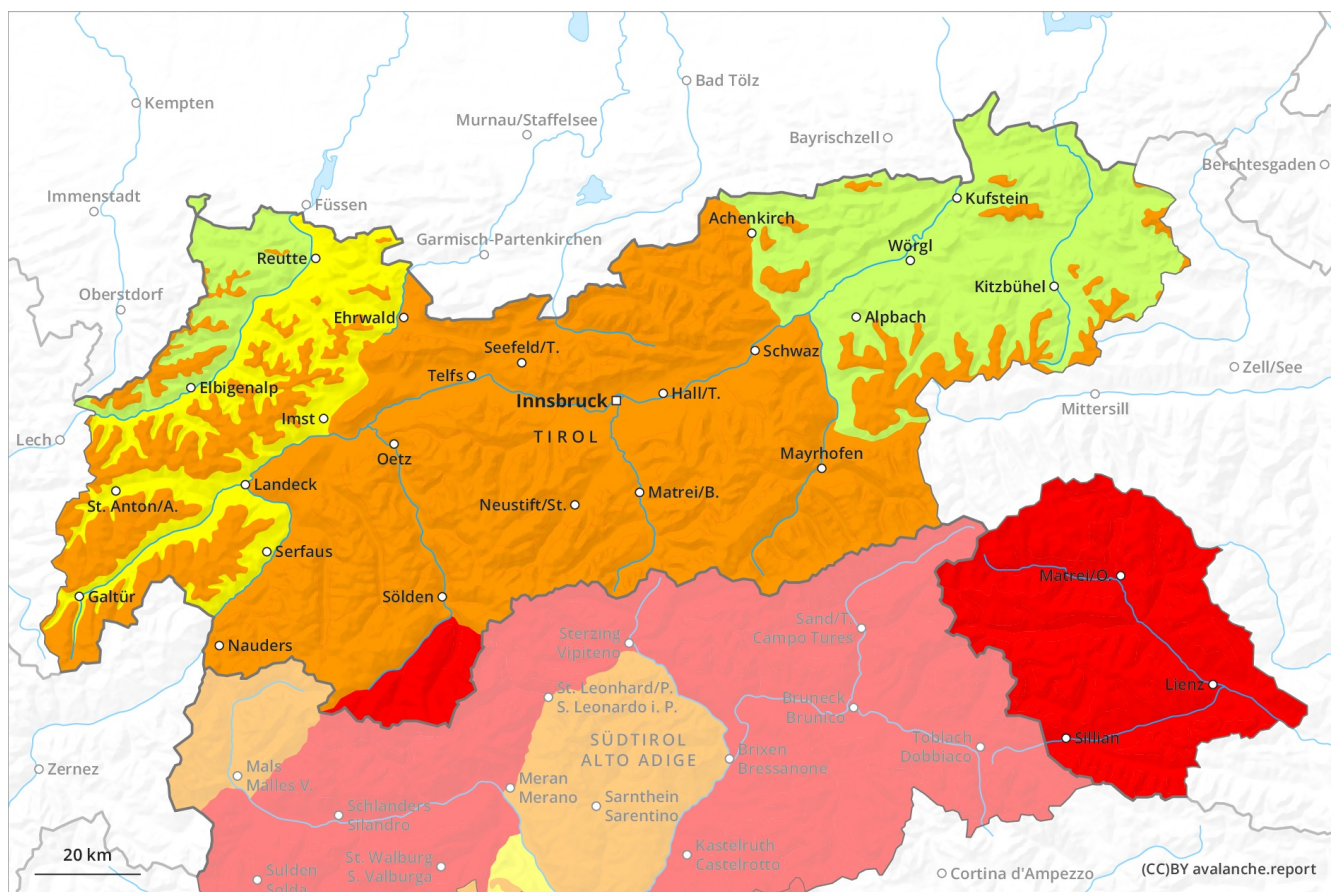 Bad Tölz
Kempten
Murnau/Staffelsee
Bayrischzell
Berchtesgaden
Immenstadt
Füssen
Kufstein
Achenkirch
Garmisch-Partenkirchen
Wörgl
Reutte
Oberstdorf
Kitzbühel
Ehrwald
Alpbach
Seefeld/T.
Schwaz
Telfs
Zell/See
Elbigenalp
Hall/T.
Innsbruck
Mittersill
Imst
Lech
TIROL
Oetz
Mayrhofen
Landeck
St. Anton/A.
Matrei/B.
Neustift/St.
Serfaus
Matrei/O.
Galtür
Sölden
Sand/T.
Campo Tures
Sterzing
Vipiteno
Nauders
Lienz
St. Leonhard/P.
S. Leonardo i. P.
Bruneck
Brunico
SÜDTIROL
ALTO ADIGE
Sillian
Toblach
Dobbiaco
Brixen
Bressanone
Zernez
Mals
Malles V.
Meran
Merano
Sarnthein
Sarentino
Schlanders
Silandro
Kastelruth
Castelrotto
20 km
St. Walburg
S. Valburga
Sulden
Solda
Cortina d'Ampezzo
(CC)BY avalanche.report